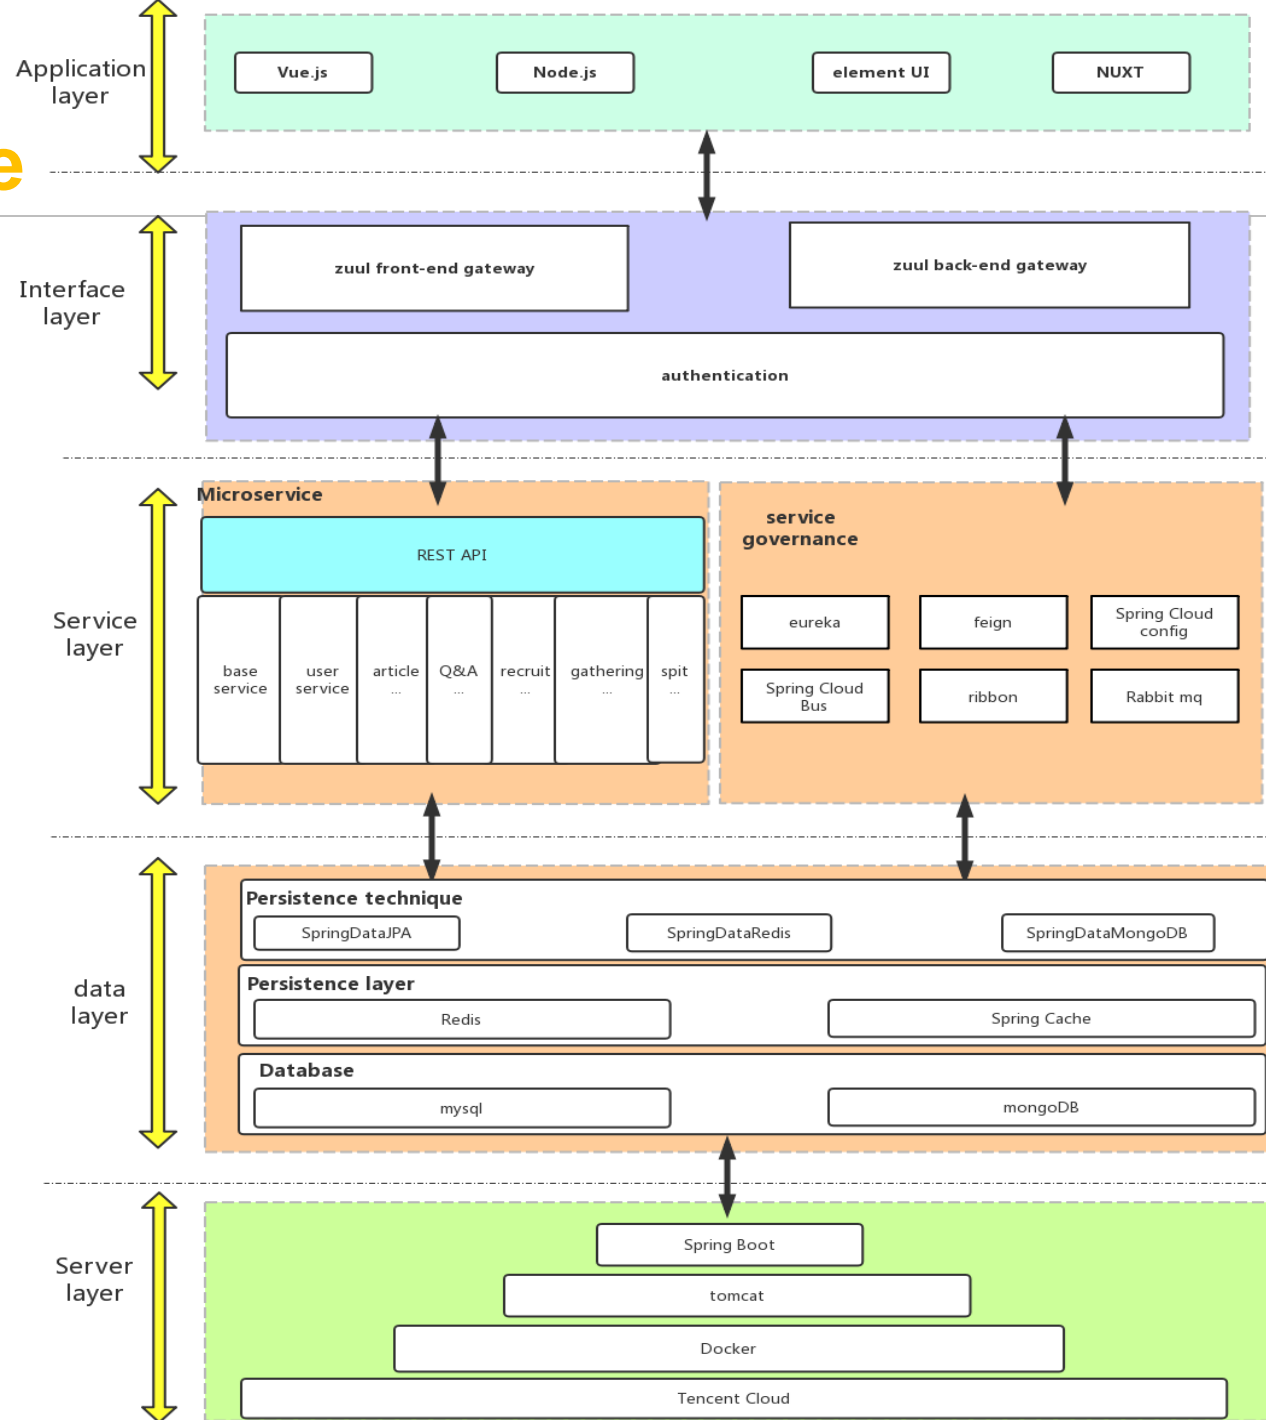 Application
layer
Vue.js
Node.js
element UI
NUXT
e
Interface
layer
zuul front-end gateway
zuul back-end gateway
authentication
Service
layer
Microservice
REST API
base
service
user
service
article
...
Q&A
...
recruit
...
gathering
...
spit
...
service
governance
eureka
feign
Spring Cloud
config
Spring Cloud
Bus
ribbon
Rabbit mq
data
layer
Persistence technique
SpringDataJPA
SpringDataRedis
SpringDataMongoDB
Persistence layer
Redis
Spring Cache
Database
mysql
mongoDB
Server
layer
Spring Boot
tomcat
Docker
Tencent Cloud